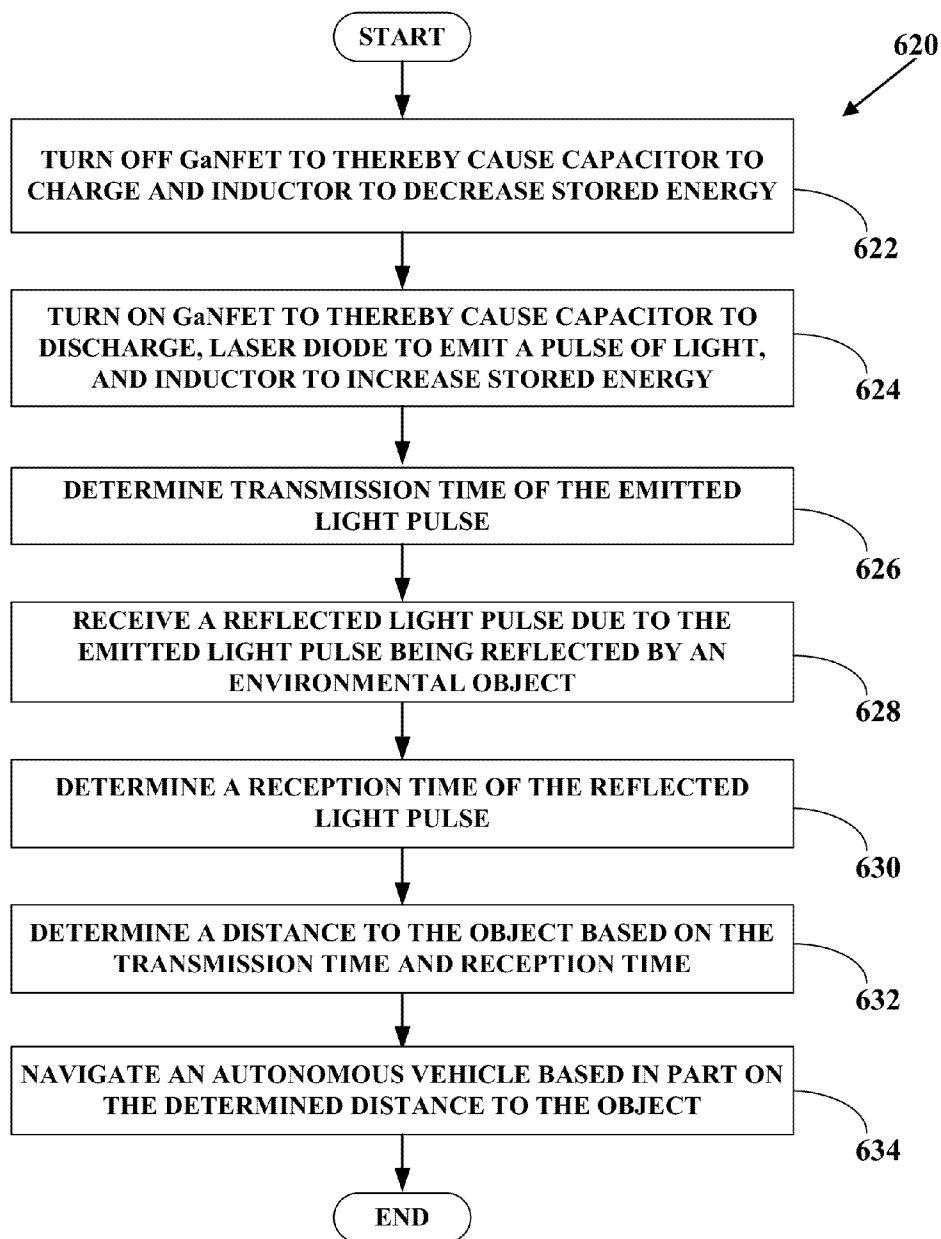 START
620
TURN OFF GaNFET TO THEREBY CAUSE CAPACITOR TO
CHARGE AND INDUCTOR TO DECREASE STORED ENERGY
622
TURN ON GaNFET TO THEREBY CAUSE CAPACITOR TO
DISCHARGE, LASER DIODE TO EMIT A PULSE OF LIGHT,
AND INDUCTOR TO INCREASE STORED ENERGY
624
DETERMINE TRANSMISSION TIME OF THE EMITTED
LIGHT PULSE
626
RECEIVE A REFLECTED LIGHT PULSE DUE TO THE
EMITTED LIGHT PULSE BEING REFLECTED BY AN
ENVIRONMENTAL OBJECT
628
DETERMINE A RECEPTION TIME OF THE REFLECTED
LIGHT PULSE
630
DETERMINE A DISTANCE TO THE OBJECT BASED ON THE
TRANSMISSION TIME AND RECEPTION TIME
632
NAVIGATE AN AUTONOMOUS VEHICLE BASED IN PART ON
THE DETERMINED DISTANCE TO THE OBJECT
634
END